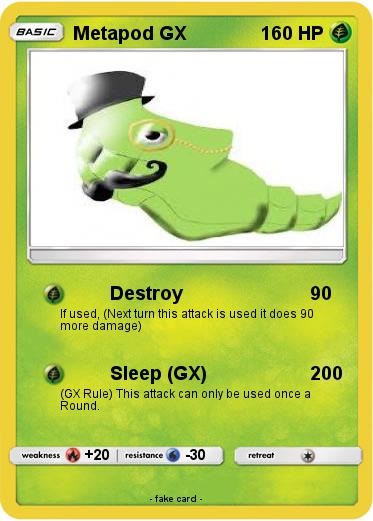 BASIC Metapod GX 160 HP
Destroy 90
If used, (Next turn this attack is used it does 90
more damage)
Sleep (GX) 200
(GX Rule) This attack can only be used once a
Round.
weakness +20 resistance -30 retreat
- fake card -